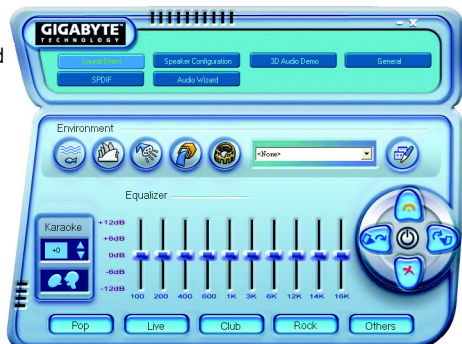 GIGABYTE™
TECHNOLOGY
d
Sound Effect Speaker Configuration 3D Audio Demo General
SPDIF Audio Wizard
Environment
<None>
Equalizer
Karaoke
+0
+12dB
+6dB
0dB
-6dB
-12dB
100 200 400 600 1K 3K 6K 12K 14K 16K
Pop Live Club Rock Others